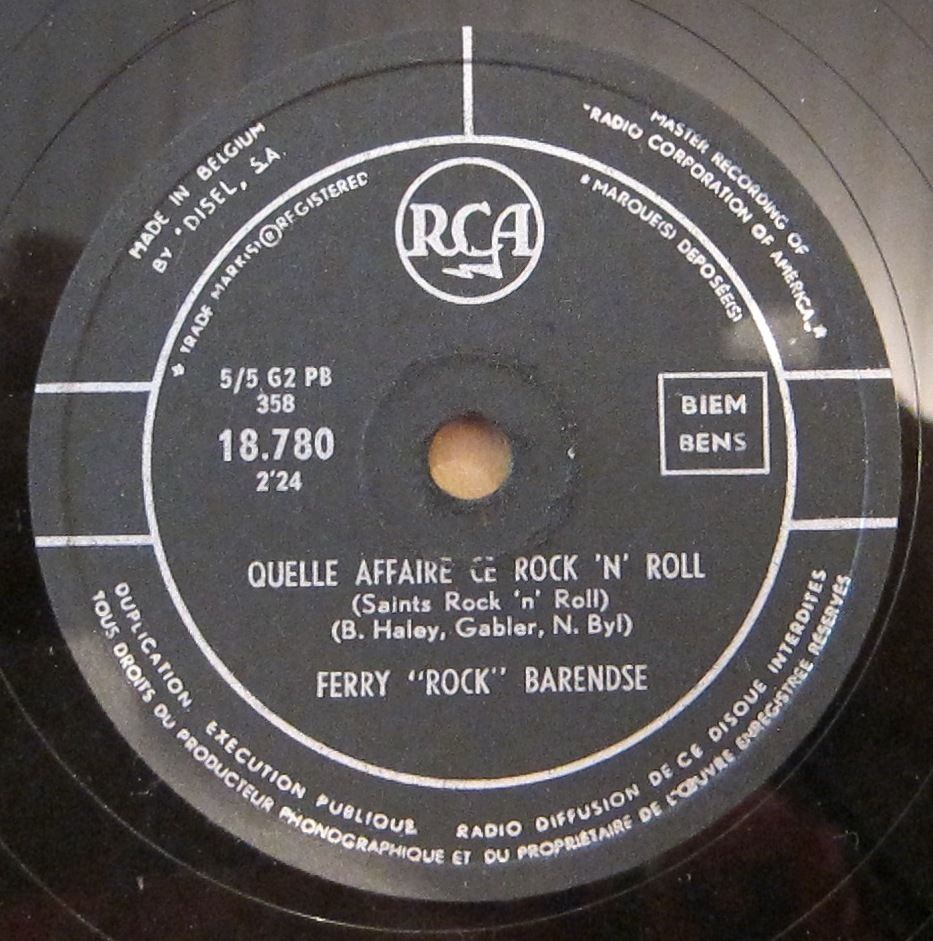 MADE IN BELGIUM
BY "DISEL, S.A.
MASTER RECORDING OF
"RADIO CORPORATION OF AMERICA„*
* TRADE MARK(S) ® REGISTERED
* MARQUE(S) DEPOSÉE(S)
RCA
5/5 G2 PB
358
18.780
2'24
BIEM
BENS
QUELLE AFFAIRE CE ROCK 'N' ROLL
(Saints Rock 'n' Roll)
(B. Haley, Gabler, N. Byl)
FERRY "ROCK" BARENDSE
DUPLICATION, EXECUTION PUBLIQUE RADIO DIFFUSION DE CE DISQUE INTERDITES
TOUS DROITS DU PRODUCTEUR PHONOGRAPHIQUE ET DU PROPRIÉTAIRE DE L'ŒUVRE ENREGISTRÉE RÉSERVÉS